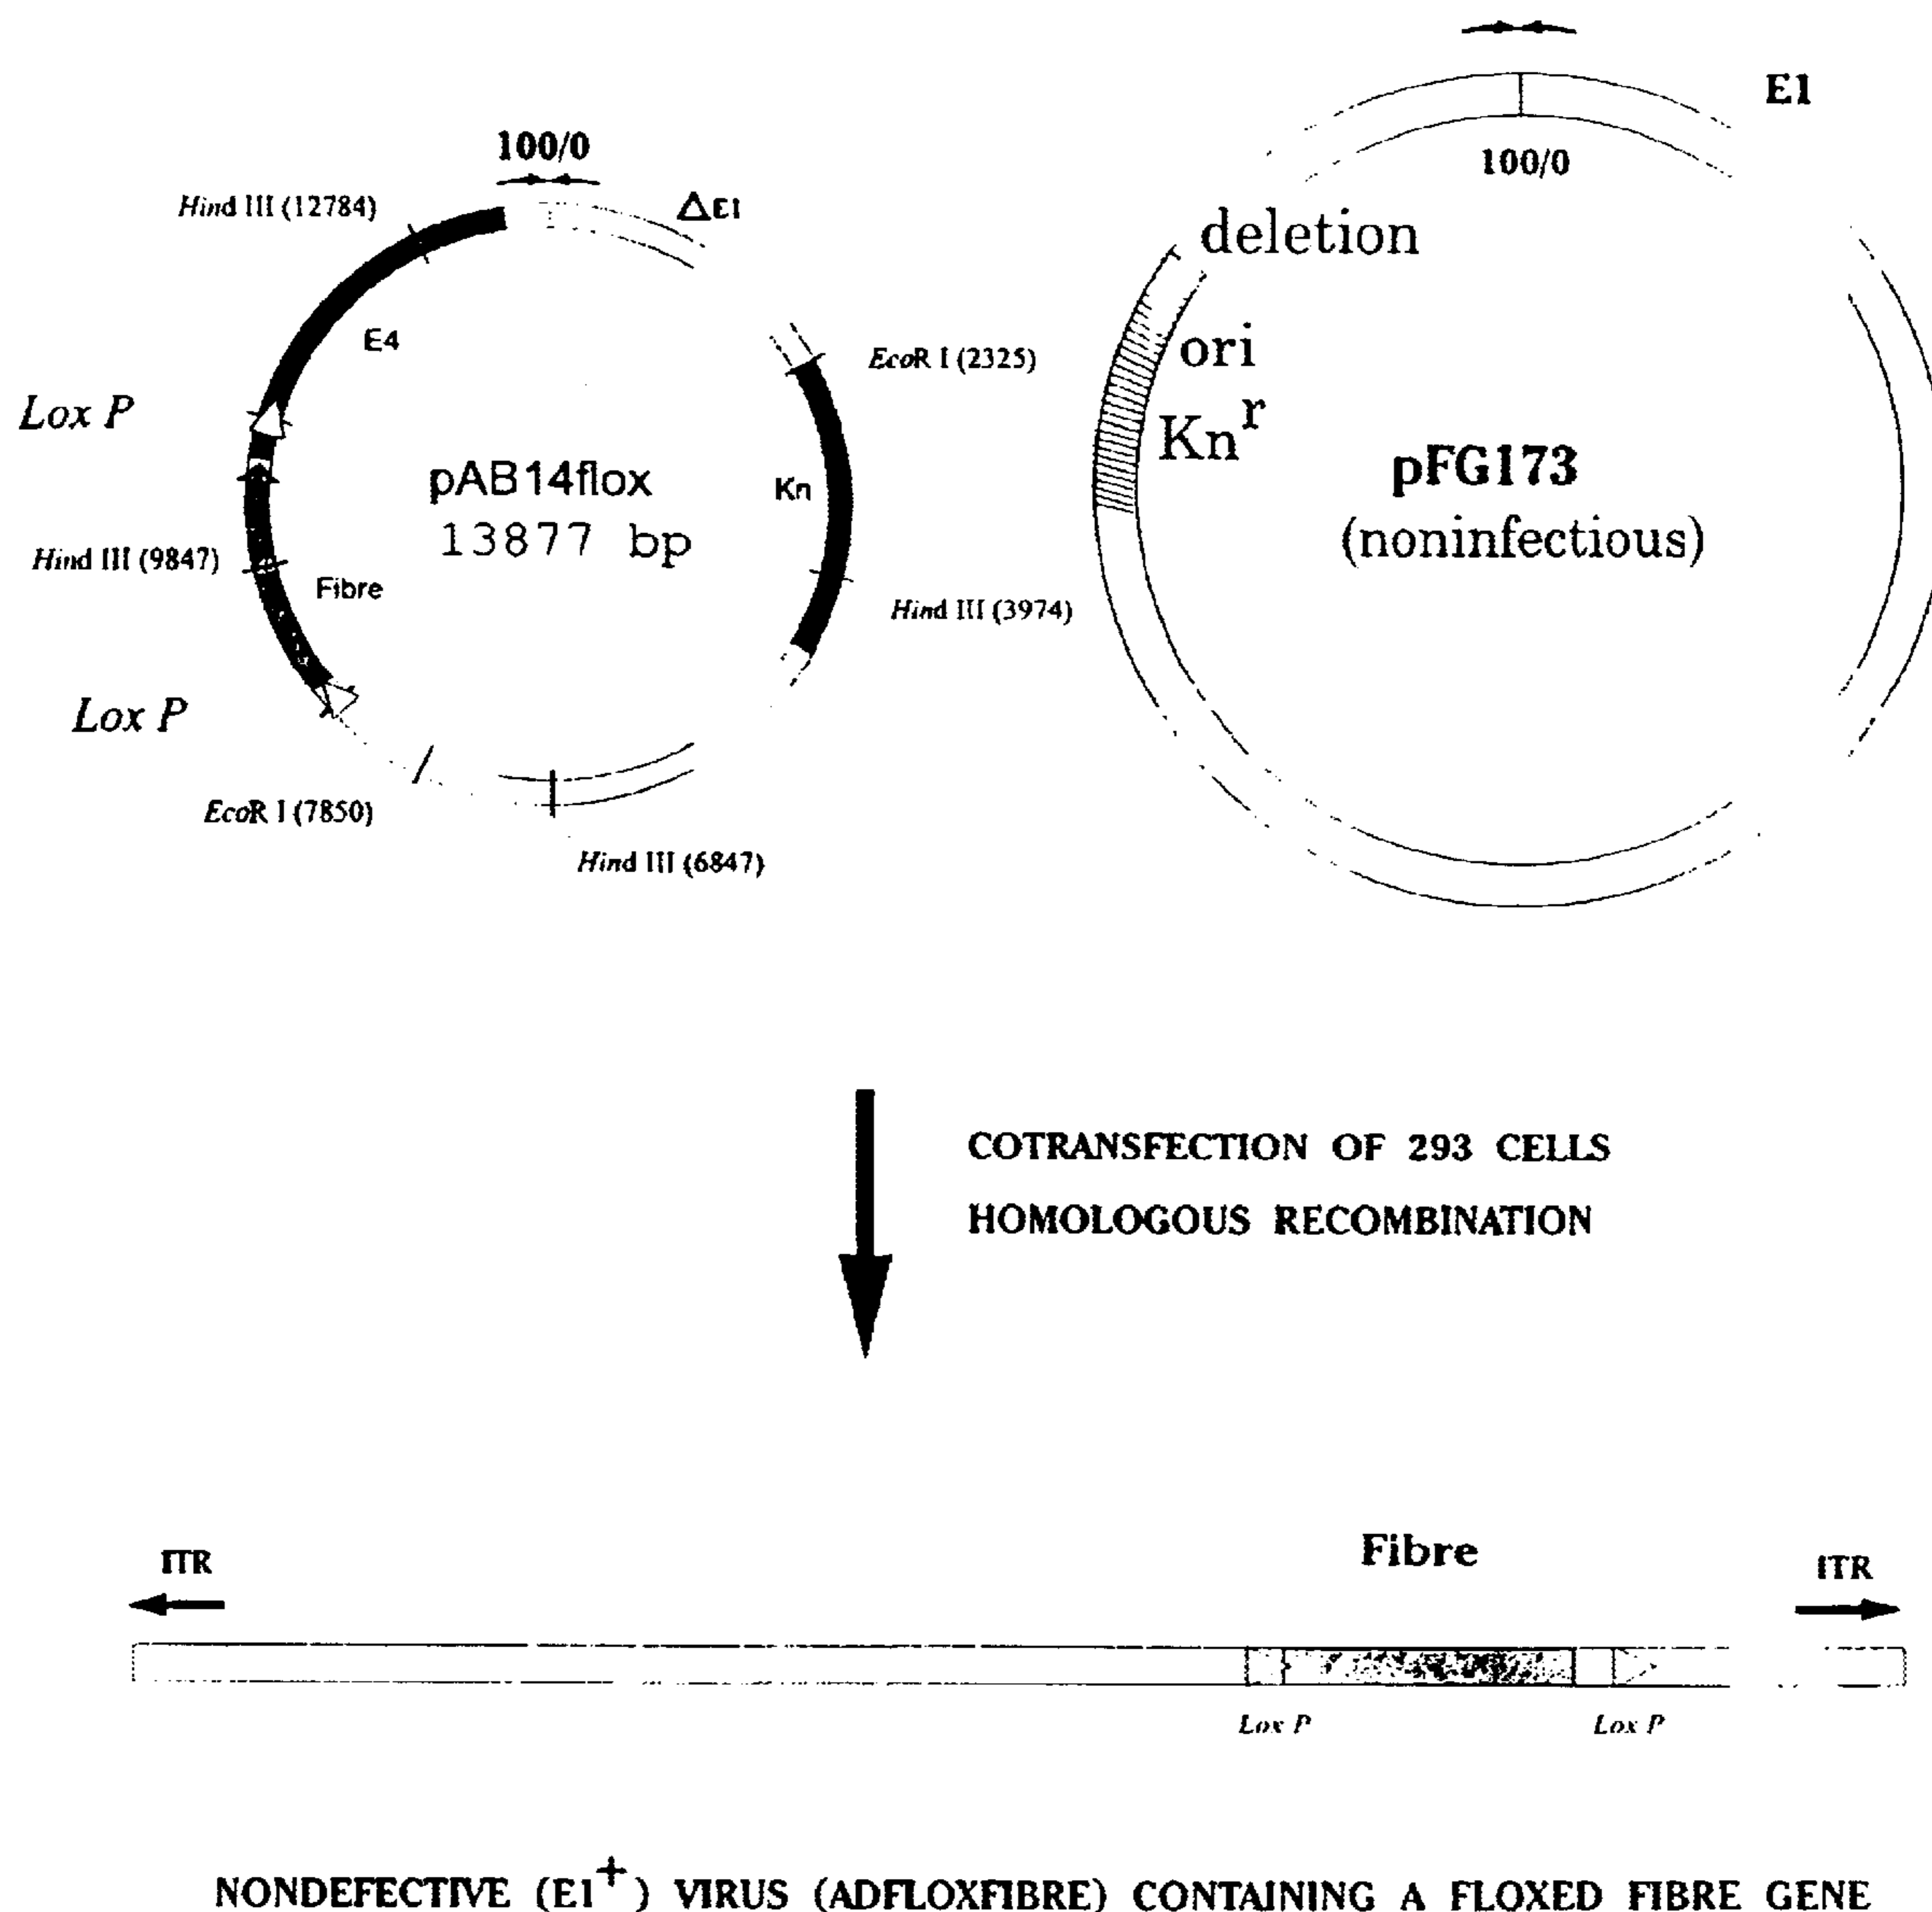 100/0
ΔE1
Hind III (12784)
E4
Lox P
EcoR I (2325)
pAB14flox
13877 bp
Kn
Hind III (9847)
Fibre
Hind III (3974)
Lox P
EcoR I (7850)
Hind III (6847)
E1
100/0
deletion
ori
Kn^r
pFG173
(noninfectious)
COTRANSFECTION OF 293 CELLS
HOMOLOGOUS RECOMBINATION
ITR
Fibre
ITR
Lox P
Lox P
NONDEFECTIVE (E1+) VIRUS (ADFLOXFIBRE) CONTAINING A FLOXED FIBRE GENE